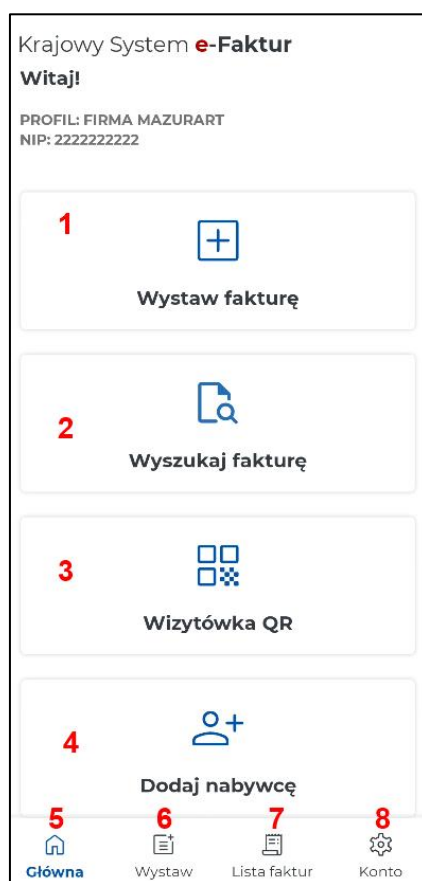 Krajowy System e-Faktur
Witaj!
PROFIL: FIRMA MAZURART
NIP: 2222222222
1
Wystaw fakturę
2
Wyszukaj fakturę
3
Wizytówka QR
4
Dodaj nabywcę
5 6 7 8
Główna Wystaw Lista faktur Konto